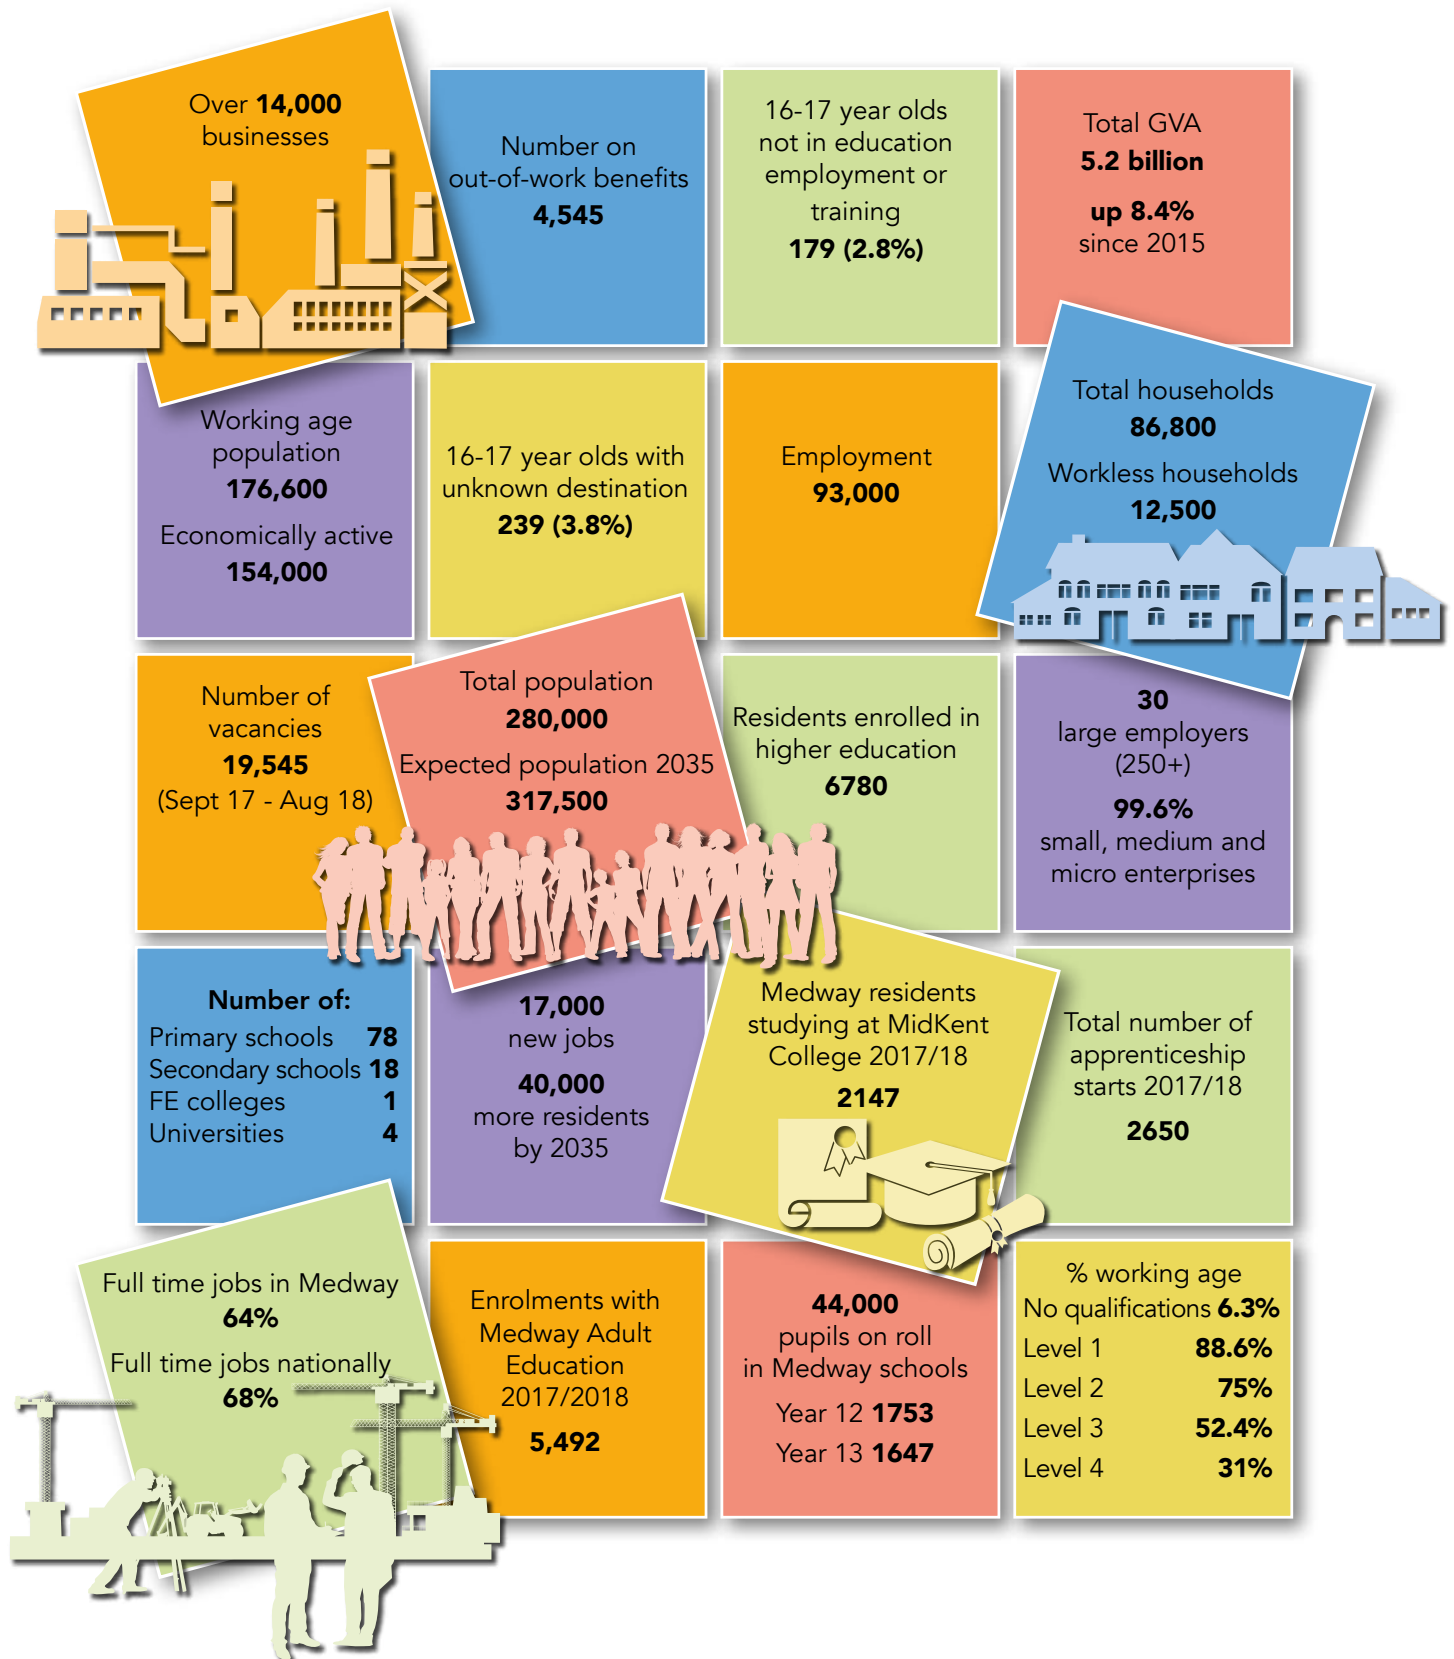 Over 14,000
businesses
Number on
out-of-work benefits
4,545
16-17 year olds
not in education
employment or
training
179 (2.8%)
Total GVA
5.2 billion
up 8.4%
since 2015
Working age
population
176,600
Economically active
154,000
16-17 year olds with
unknown destination
239 (3.8%)
Employment
93,000
Total households
86,800
Workless households
12,500
Number of
vacancies
19,545
(Sept 17 - Aug 18)
Total population
280,000
Expected population 2035
317,500
Residents enrolled in
higher education
6780
30
large employers
(250+)
99.6%
small, medium and
micro enterprises
Number of:
Primary schools 78
Secondary schools 18
FE colleges 1
Universities 4
17,000
new jobs
40,000
more residents
by 2035
Medway residents
studying at MidKent
College 2017/18
2147
Total number of
apprenticeship
starts 2017/18
2650
Full time jobs in Medway
64%
Full time jobs nationally
68%
Enrolments with
Medway Adult
Education
2017/2018
5,492
44,000
pupils on roll
in Medway schools
Year 12 1753
Year 13 1647
% working age
No qualifications 6.3%
Level 1 88.6%
Level 2 75%
Level 3 52.4%
Level 4 31%